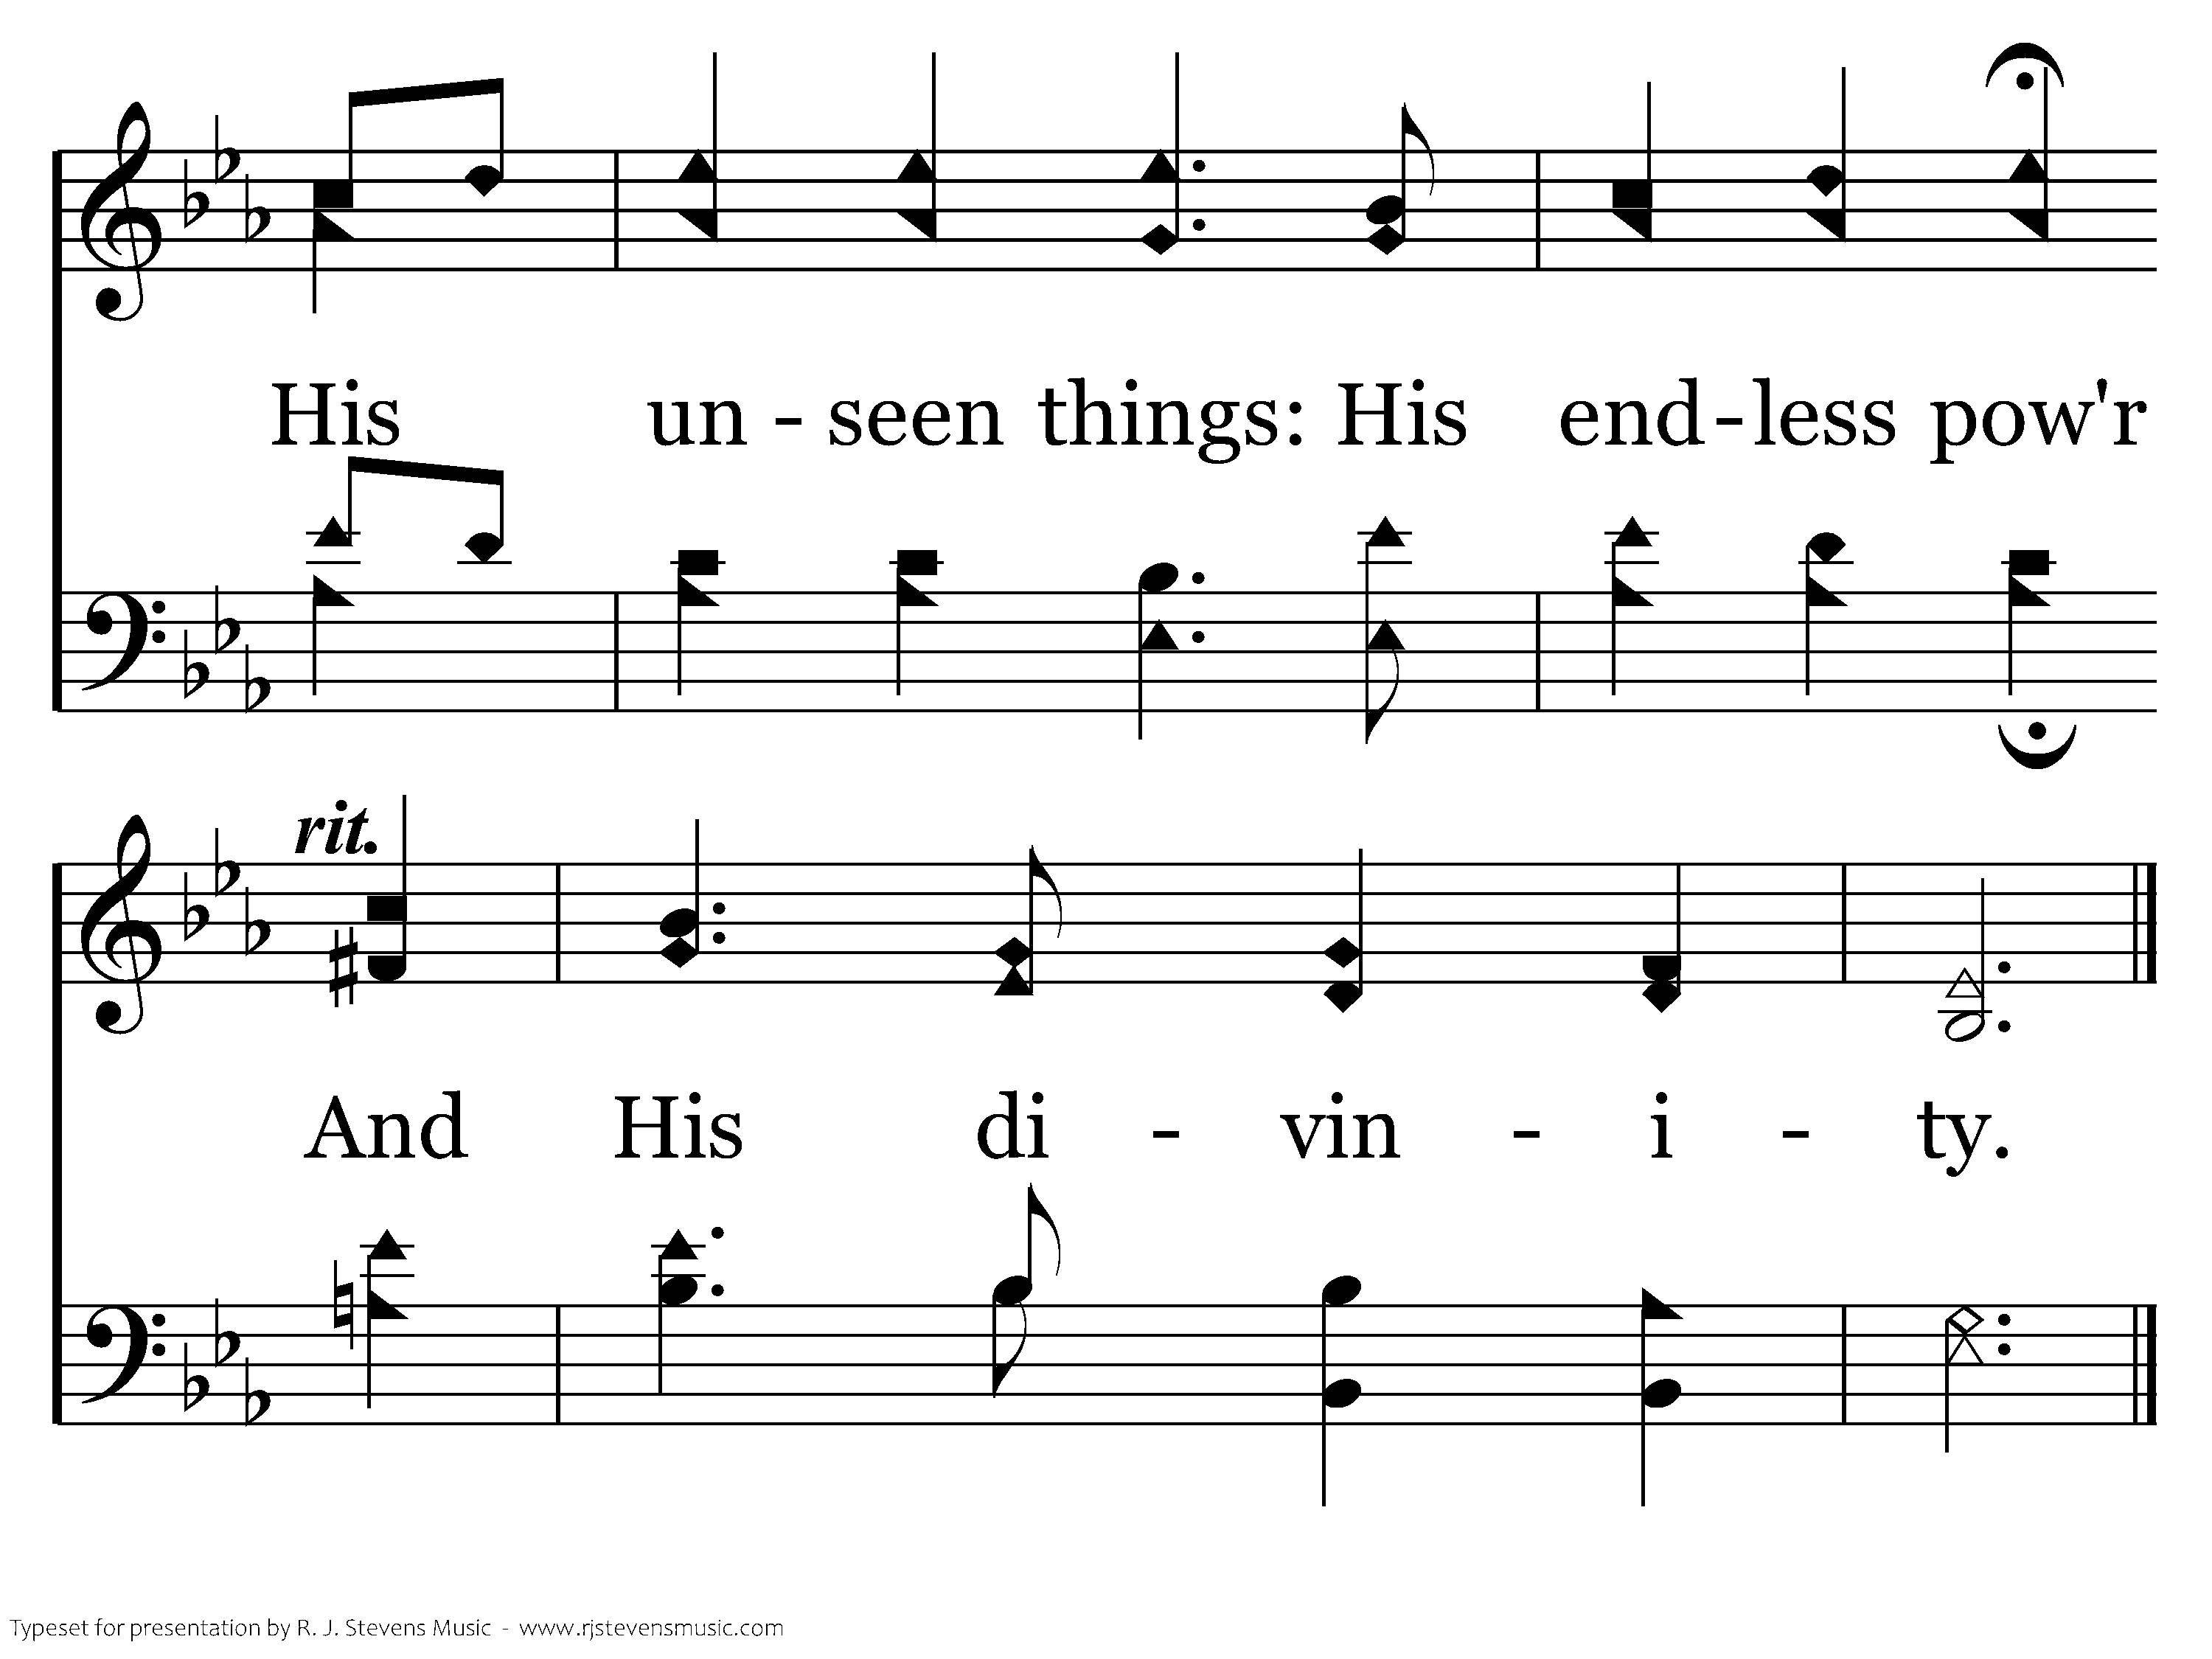 His un - seen things: His end - less pow'r
rit.
And His di - vin - i - ty.
Typeset for presentation by R. J. Stevens Music - www.rjstevensmusic.com